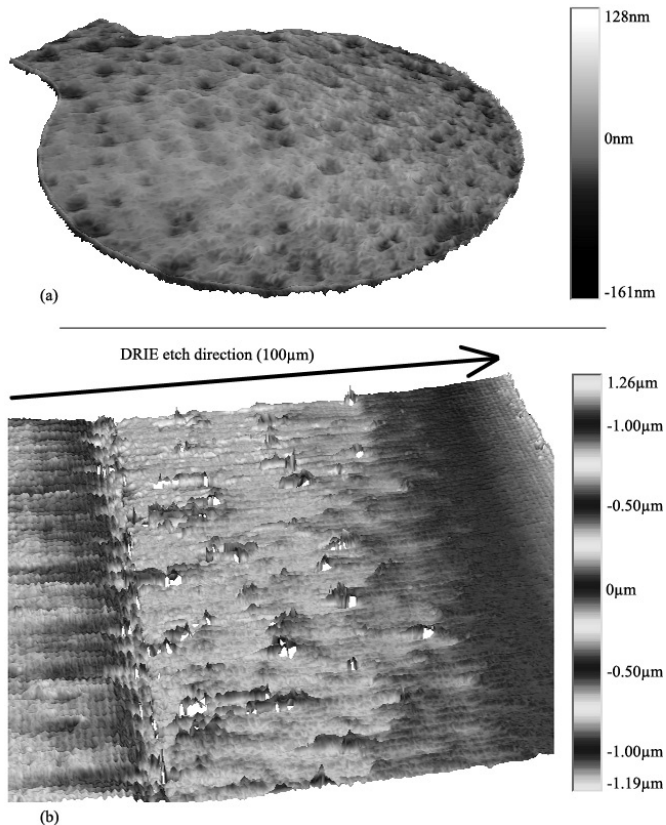 128nm
0nm
-161nm
(a)
DRIE etch direction (100µm)
1.26µm
-1.00µm
-0.50µm
0µm
-0.50µm
-1.00µm
-1.19µm
(b)